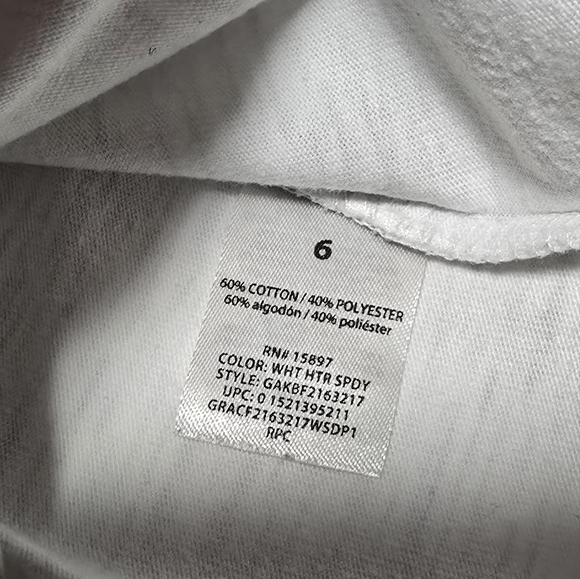 6
60% COTTON / 40% POLYESTER
60% algodón / 40% poliéster
RN# 15897
COLOR: WHT HTR SPDY
STYLE: GAKBF2163217
UPC: 0 1521395211
GRACF2163217WSDP1
RPC